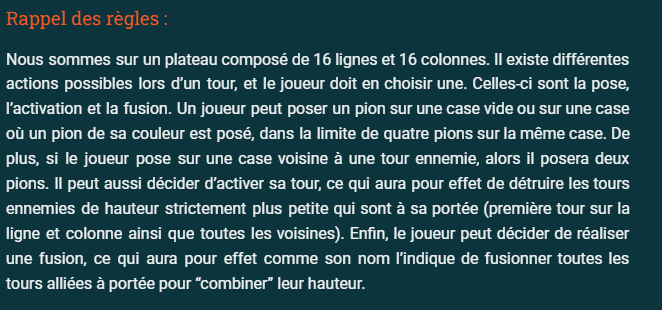 Rappel des règles :
Nous sommes sur un plateau composé de 16 lignes et 16 colonnes. Il existe différentes
actions possibles lors d'un tour, et le joueur doit en choisir une. Celles-ci sont la pose,
l'activation et la fusion. Un joueur peut poser un pion sur une case vide ou sur une case
où un pion de sa couleur est posé, dans la limite de quatre pions sur la même case. De
plus, si le joueur pose sur une case voisine à une tour ennemie, alors il posera deux
pions. Il peut aussi décider d'activer sa tour, ce qui aura pour effet de détruire les tours
ennemies de hauteur strictement plus petite qui sont à sa portée (première tour sur la
ligne et colonne ainsi que toutes les voisines). Enfin, le joueur peut décider de réaliser
une fusion, ce qui aura pour effet comme son nom l'indique de fusionner toutes les
tours alliées à portée pour “combiner” leur hauteur.